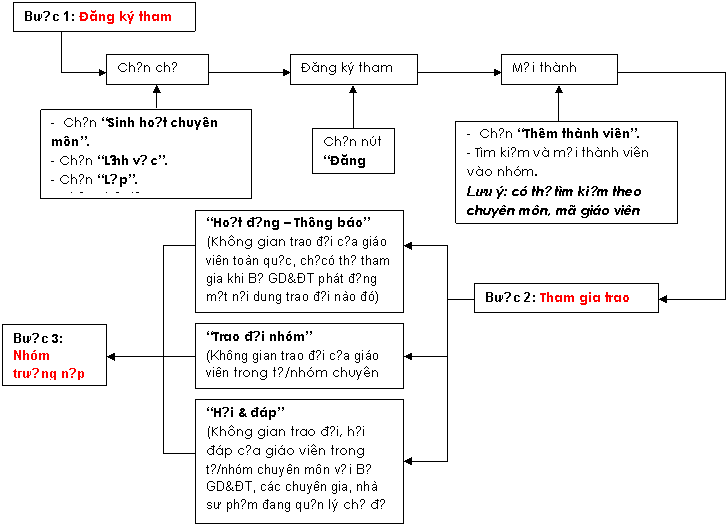 Bư?c 1: Đăng ký tham
Ch?n ch?
Đăng ký tham
M?i thành
- Ch?n “Sinh ho?t chuyên
môn”.
- Ch?n “L?nh v?c”.
- Ch?n “L?p”.
Ch?n nút
“Đăng
- Ch?n “Thêm thành viên”.
- Tìm ki?m và m?i thành viên
vào nhóm.
Lưu ý: có th? tìm ki?m theo
chuyên môn, mã giáo viên
“Ho?t đ?ng – Thông báo”
(Không gian trao đ?i c?a giáo
viên toàn qu?c, ch?có th? tham
gia khi B? GD&ĐT phát đ?ng
m?t n?i dung trao đ?i nào đó)
Bư?c 2: Tham gia trao
“Trao đ?i nhóm”
(Không gian trao đ?i c?a giáo
viên trong t?/nhóm chuyên
Bư?c 3:
Nhóm
trư?ng n?p
“H?i & đáp”
(Không gian trao đ?i, h?i
đáp c?a giáo viên trong
t?/nhóm chuyên môn v?i B?
GD&ĐT, các chuyên gia, nhà
sư ph?m đang qu?n lý ch? đ?